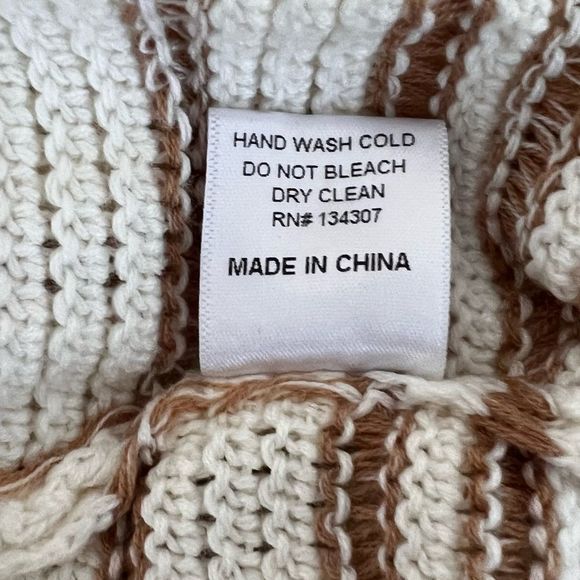 HAND WASH COLD
DO NOT BLEACH
DRY CLEAN
RN# 134307
MADE IN CHINA